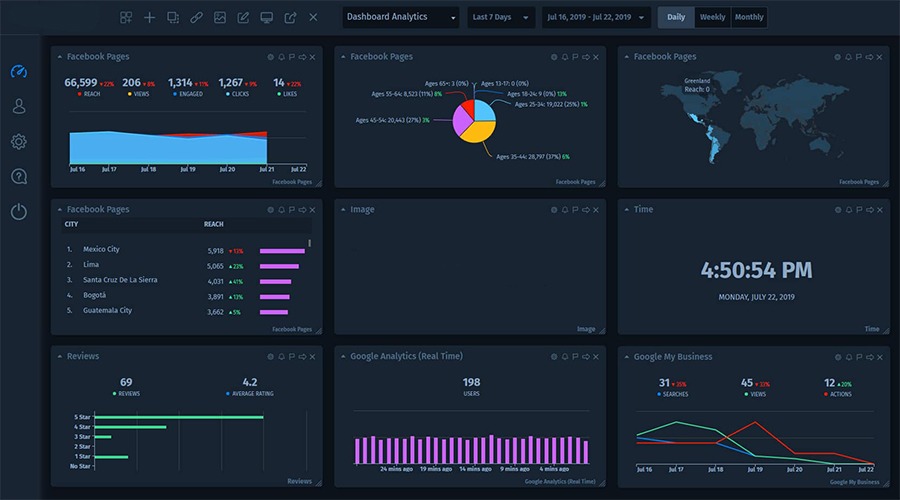 Dashboard Analytics
Last 7 Days
Jul 16, 2019 - Jul 22, 2019
Daily Weekly Monthly
Facebook Pages
66,599 22% 206 8% 1,314 11% 1,267 9% 14 22%
REACH VIEWS ENGAGED CLICKS LIKES
Jul 16 Jul 17 Jul 18 Jul 19 Jul 20 Jul 21 Jul 22
Facebook Pages
Facebook Pages
Ages 65+: 3 (0%) Ages 13-17: 0 (0%)
Ages 55-64: 8,523 (11%) 8% Ages 18-24: 9 (0%) 13%
Ages 25-34: 19,022 (25%) 1%
Ages 45-54: 20,443 (27%) 3%
Ages 35-44: 28,797 (37%) 6%
Facebook Pages
Facebook Pages
Greenland
Reach: 0
Facebook Pages
Facebook Pages
CITY REACH
1. Mexico City 5,918 13%
2. Lima 5,065 23%
3. Santa Cruz De La Sierra 4,031 41%
4. Bogotá 3,891 13%
5. Guatemala City 3,662 5%
Facebook Pages
Image
Image
Time
4:50:54 PM
MONDAY, JULY 22, 2019
Time
Reviews
69 4.2
REVIEWS AVERAGE RATING
5 Star
4 Star
3 Star
2 Star
1 Star
No Star
Reviews
Google Analytics (Real Time)
198
USERS
24 mins ago 19 mins ago 14 mins ago 9 mins ago 4 mins ago
Google Analytics (Real Time)
Google My Business
31 45 12 20%
SEARCHES VIEWS ACTIONS
Jul 16 Jul 17 Jul 18 Jul 19 Jul 20 Jul 21 Jul 22
Google My Business